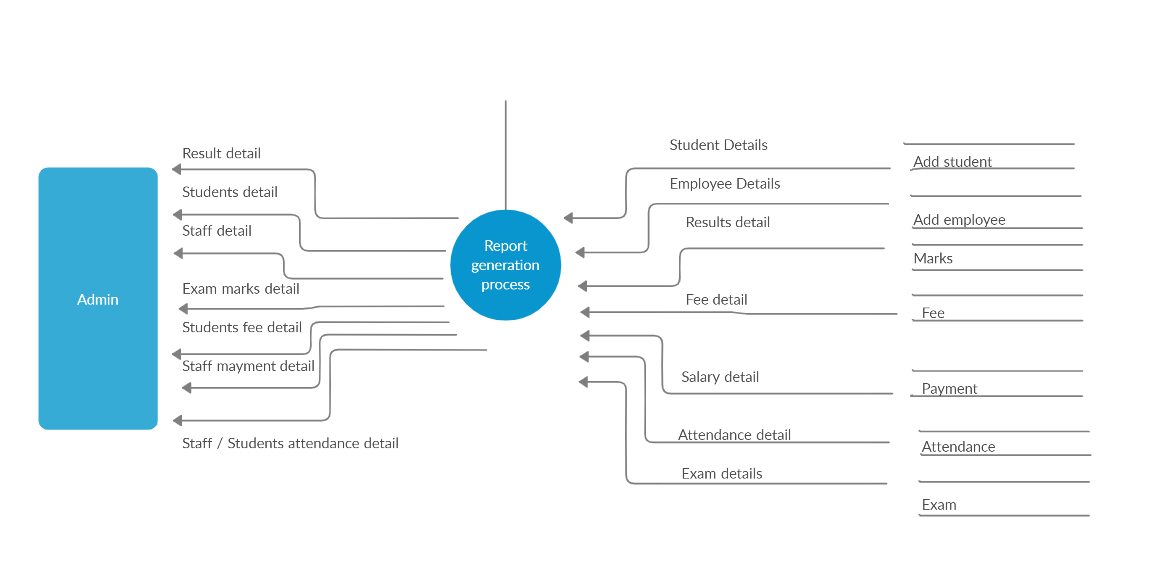 Result detail
Students detail
Staff detail
Exam marks detail
Students fee detail
Staff mayment detail
Staff / Students attendance detail
Admin
Report
generation
process
Student Details
Employee Details
Results detail
Fee detail
Salary detail
Attendance detail
Exam details
Add student
Add employee
Marks
Fee
Payment
Attendance
Exam